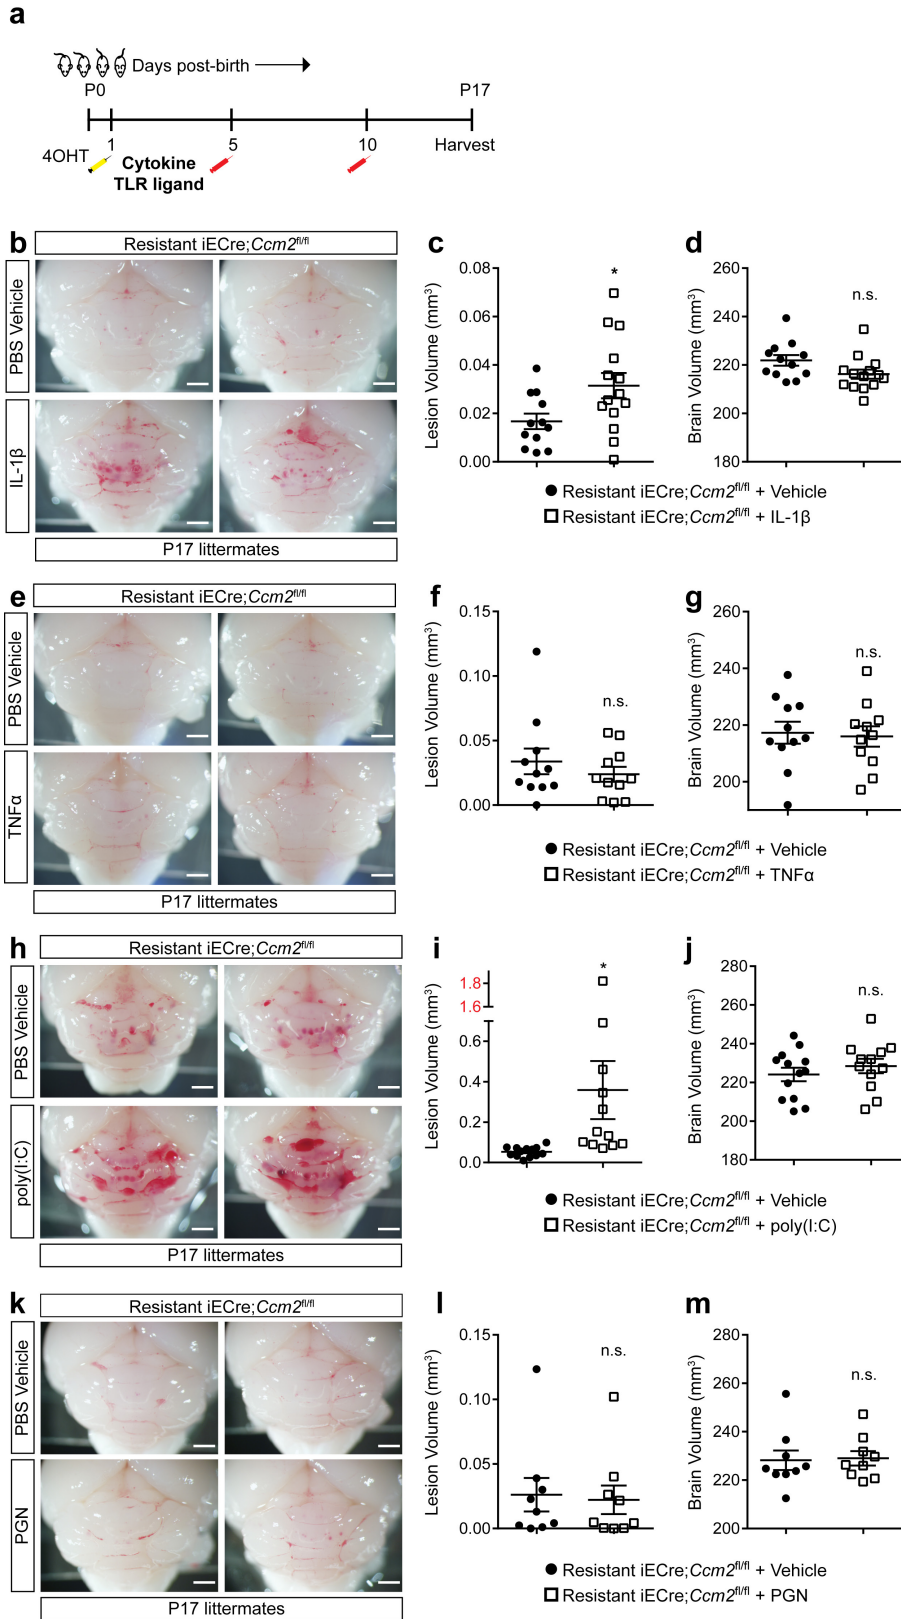 a
Days post-birth
P0
P17
1
5
10
Harvest
4OHT
Cytokine
TLR ligand
b
Resistant iECre;Ccm2fl/fl
PBS Vehicle
IL-1β
P17 littermates
c
Lesion Volume (mm3)
0.08
0.06
0.04
0.02
0.00
*
d
Brain Volume (mm3)
260
240
220
200
180
n.s.
Resistant iECre;Ccm2fl/fl + Vehicle
Resistant iECre;Ccm2fl/fl + IL-1β
e
Resistant iECre;Ccm2fl/fl
PBS Vehicle
TNFα
P17 littermates
f
Lesion Volume (mm3)
0.15
0.10
0.05
0.00
n.s.
g
Brain Volume (mm3)
260
240
220
200
n.s.
Resistant iECre;Ccm2fl/fl + Vehicle
Resistant iECre;Ccm2fl/fl + TNFα
h
Resistant iECre;Ccm2fl/fl
PBS Vehicle
poly(I:C)
P17 littermates
i
Lesion Volume (mm3)
1.8
1.6
0.6
0.4
0.2
0.0
*
j
Brain Volume (mm3)
280
260
240
220
200
180
n.s.
Resistant iECre;Ccm2fl/fl + Vehicle
Resistant iECre;Ccm2fl/fl + poly(I:C)
k
Resistant iECre;Ccm2fl/fl
PBS Vehicle
PGN
P17 littermates
l
Lesion Volume (mm3)
0.15
0.10
0.05
0.00
n.s.
m
Brain Volume (mm3)
280
260
240
220
200
n.s.
Resistant iECre;Ccm2fl/fl + Vehicle
Resistant iECre;Ccm2fl/fl + PGN